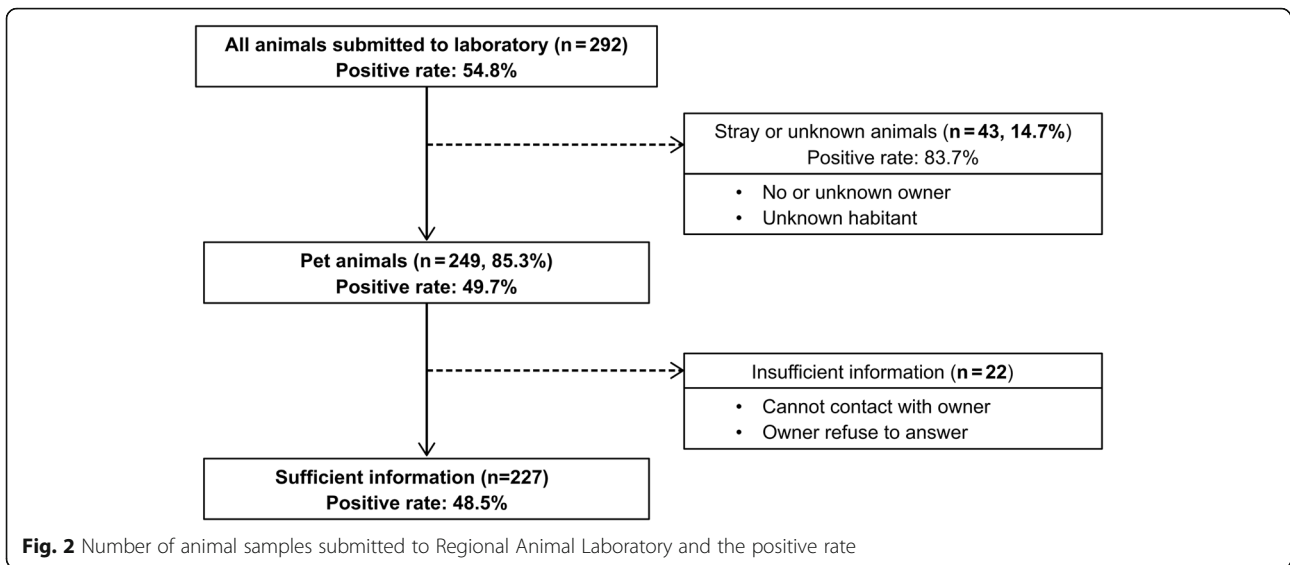 All animals submitted to laboratory (n = 292)
Positive rate: 54.8%
Stray or unknown animals (n = 43, 14.7%)
Positive rate: 83.7%
• No or unknown owner
• Unknown habitant
Pet animals (n = 249, 85.3%)
Positive rate: 49.7%
Insufficient information (n = 22)
• Cannot contact with owner
• Owner refuse to answer
Sufficient information (n=227)
Positive rate: 48.5%
Fig. 2 Number of animal samples submitted to Regional Animal Laboratory and the positive rate